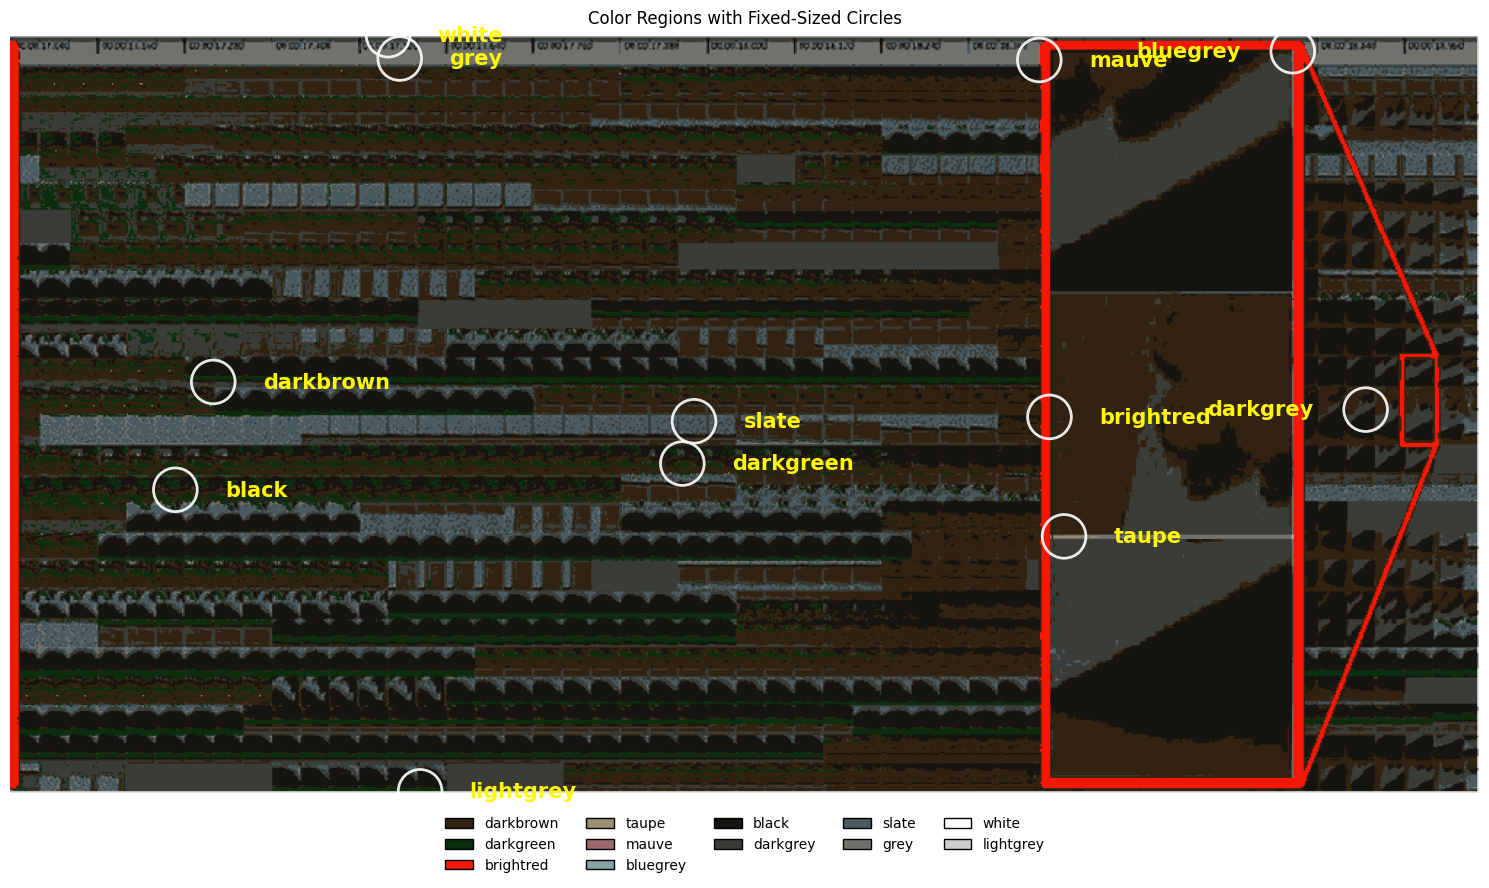 Color Regions with Fixed-Sized Circles
white
grey
mauve
bluegrey
darkbrown
slate
brightred
darkgrey
darkgreen
black
taupe
lightgrey
darkbrown taupe black slate white
darkgreen mauve darkgrey grey lightgrey
brightred bluegrey